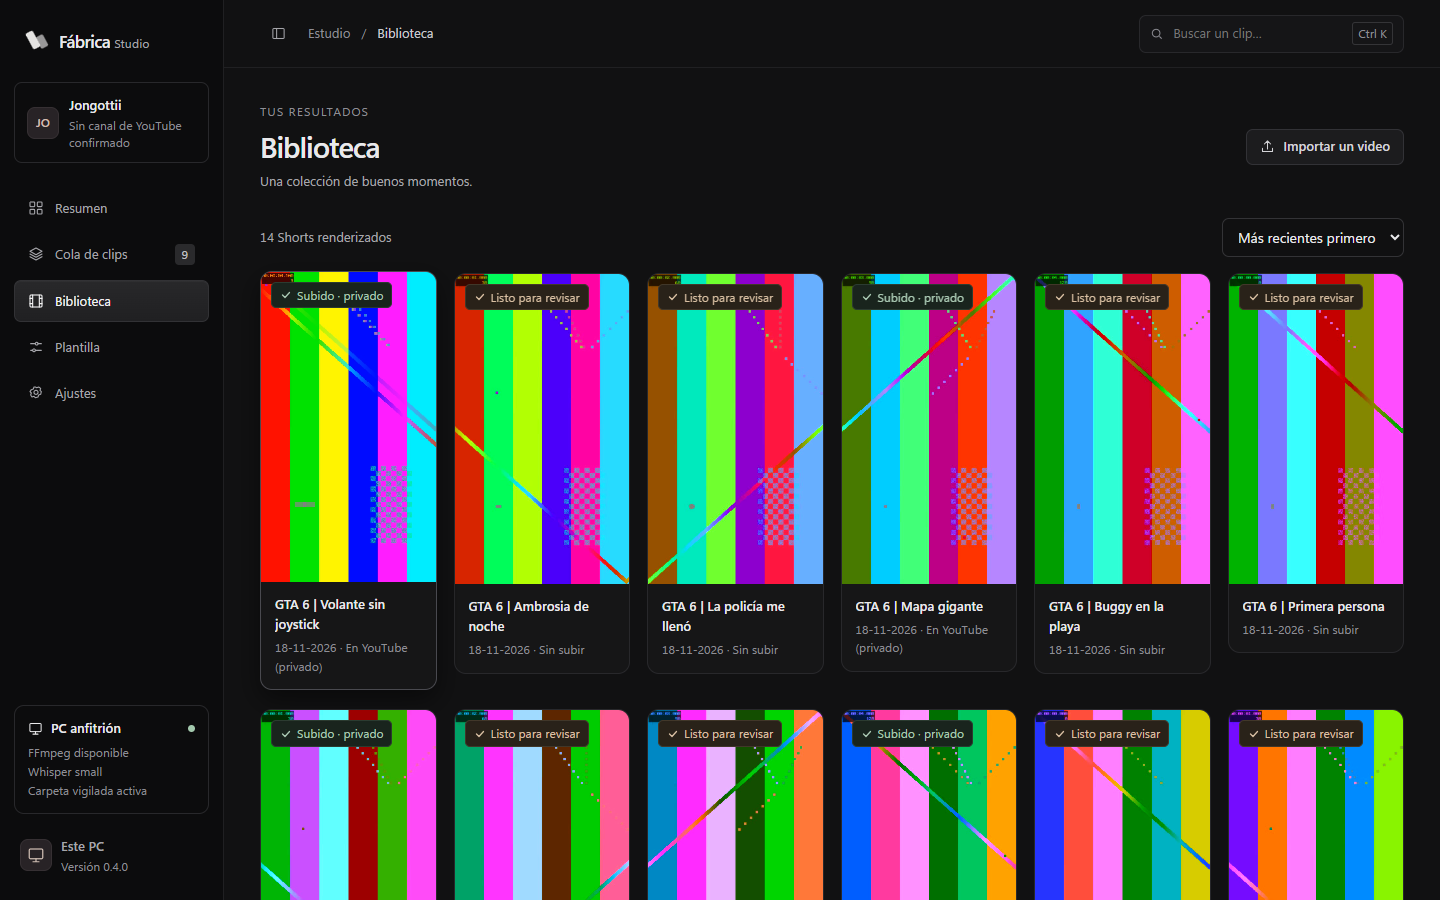 Fábrica Studio
Jongottii
JO
Sin canal de YouTube
confirmado
Resumen
Cola de clips
9
Biblioteca
Plantilla
Ajustes
PC anfitrión
FFmpeg disponible
Whisper small
Carpeta vigilada activa
Este PC
Versión 0.4.0
Estudio / Biblioteca
Buscar un clip...
Ctrl K
TUS RESULTADOS
Biblioteca
Una colección de buenos momentos.
Importar un video
14 Shorts renderizados
Más recientes primero
Subido · privado
GTA 6 | Volante sin
joystick
18-11-2026 · En YouTube
(privado)
Listo para revisar
GTA 6 | Ambrosia de
noche
18-11-2026 · Sin subir
Listo para revisar
GTA 6 | La policía me
llenó
18-11-2026 · Sin subir
Subido · privado
GTA 6 | Mapa gigante
18-11-2026 · En YouTube
(privado)
Listo para revisar
GTA 6 | Buggy en la
playa
18-11-2026 · Sin subir
Listo para revisar
GTA 6 | Primera persona
18-11-2026 · Sin subir
Subido · privado
Listo para revisar
Listo para revisar
Subido · privado
Listo para revisar
Listo para revisar